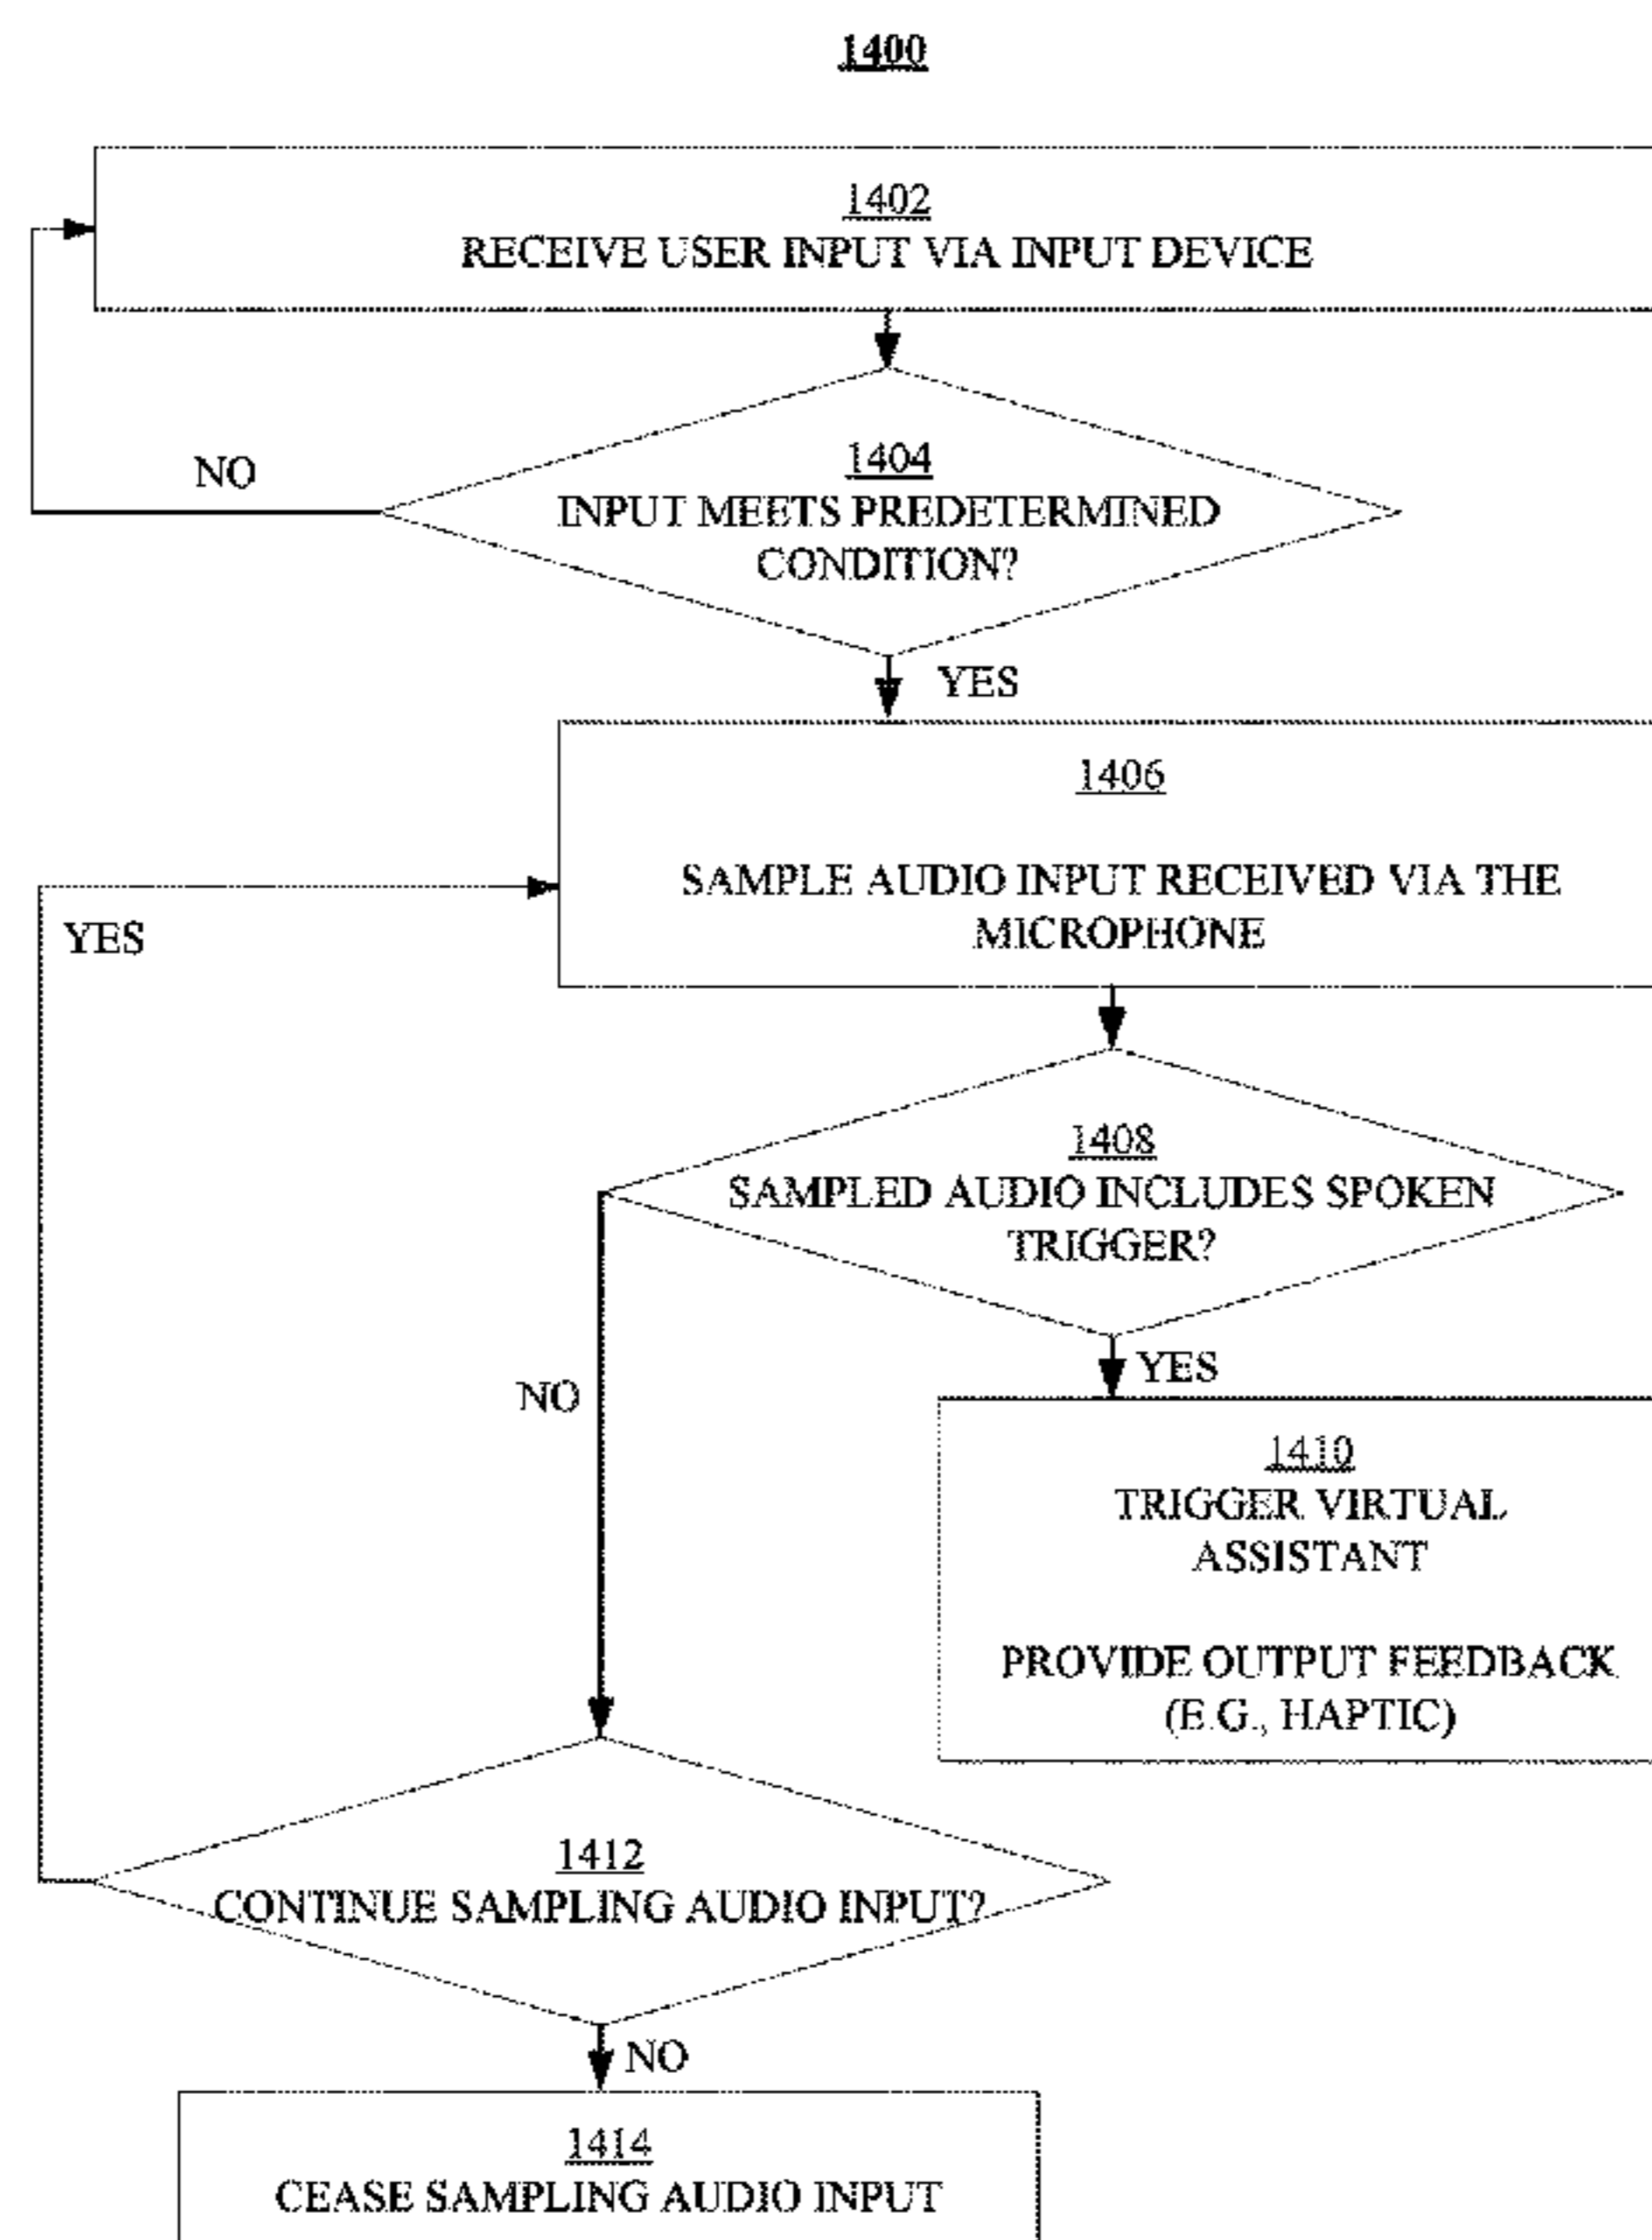 1400
1402
RECEIVE USER INPUT VIA INPUT DEVICE
1404
INPUT MEETS PREDETERMINED
CONDITION?
NO
YES
1406
SAMPLE AUDIO INPUT RECEIVED VIA THE
MICROPHONE
YES
1408
SAMPLED AUDIO INCLUDES SPOKEN
TRIGGER?
NO
YES
1410
TRIGGER VIRTUAL
ASSISTANT
PROVIDE OUTPUT FEEDBACK
(E.G., HAPTIC)
1412
CONTINUE SAMPLING AUDIO INPUT?
NO
1414
CEASE SAMPLING AUDIO INPUT